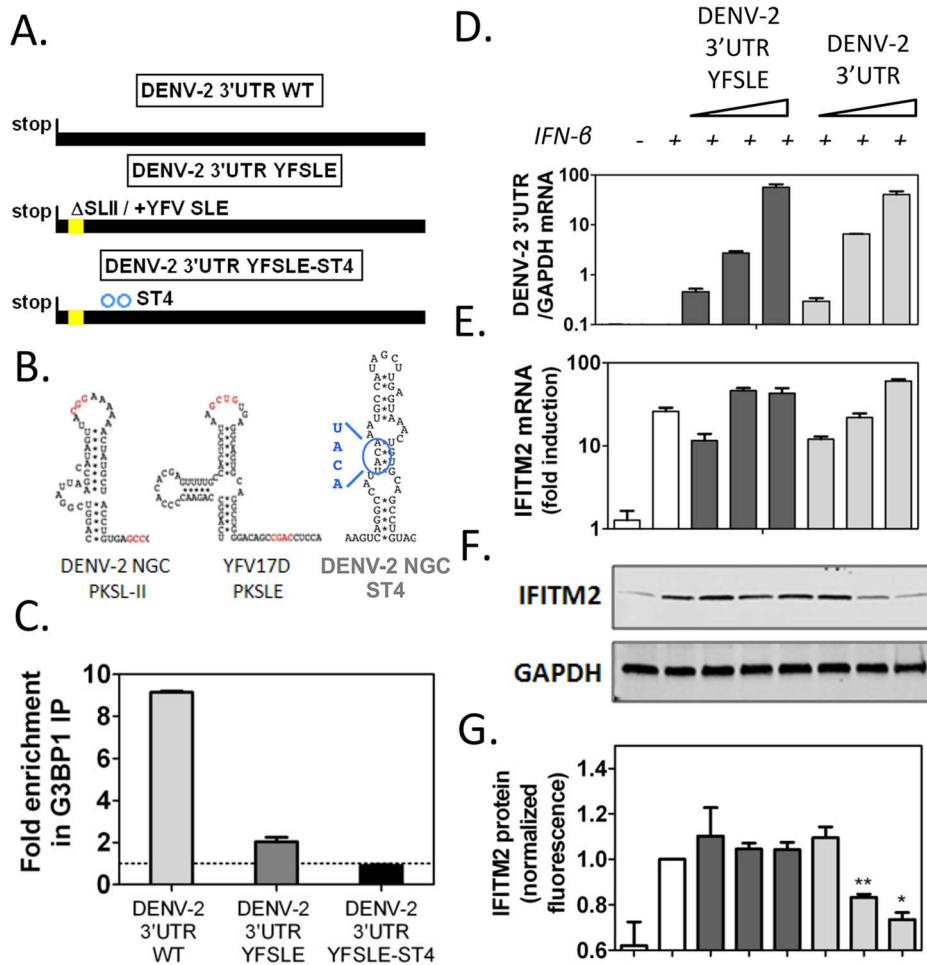 A.
DENV-2 3'UTR WT
stop
DENV-2 3'UTR YFSLE
stop
ΔSLII / +YFV SLE
DENV-2 3'UTR YFSLE-ST4
stop
ST4
B.
U
A
C
A
DENV-2 NGC
PKSL-II
YFV17D
PKSLE
DENV-2 NGC
ST4
UGAGCC
GGACAGCCGACCUCCA
AAGUCGUAG
C.
Fold enrichment
in G3BP1 IP
10
8
6
4
2
0
DENV-2
3'UTR
WT
DENV-2
3'UTR
YFSLE
DENV-2
3'UTR
YFSLE-ST4
D.
DENV-2
3'UTR
YFSLE
DENV-2
3'UTR
IFN-β
- + + + + + + +
DENV-2 3'UTR
/GAPDH mRNA
100
10
1
0.1
E.
IFITM2 mRNA
(fold induction)
100
10
1
F.
IFITM2
GAPDH
G.
IFITM2 protein
(normalized
fluorescence)
1.4
1.2
1.0
0.8
0.6
**
*